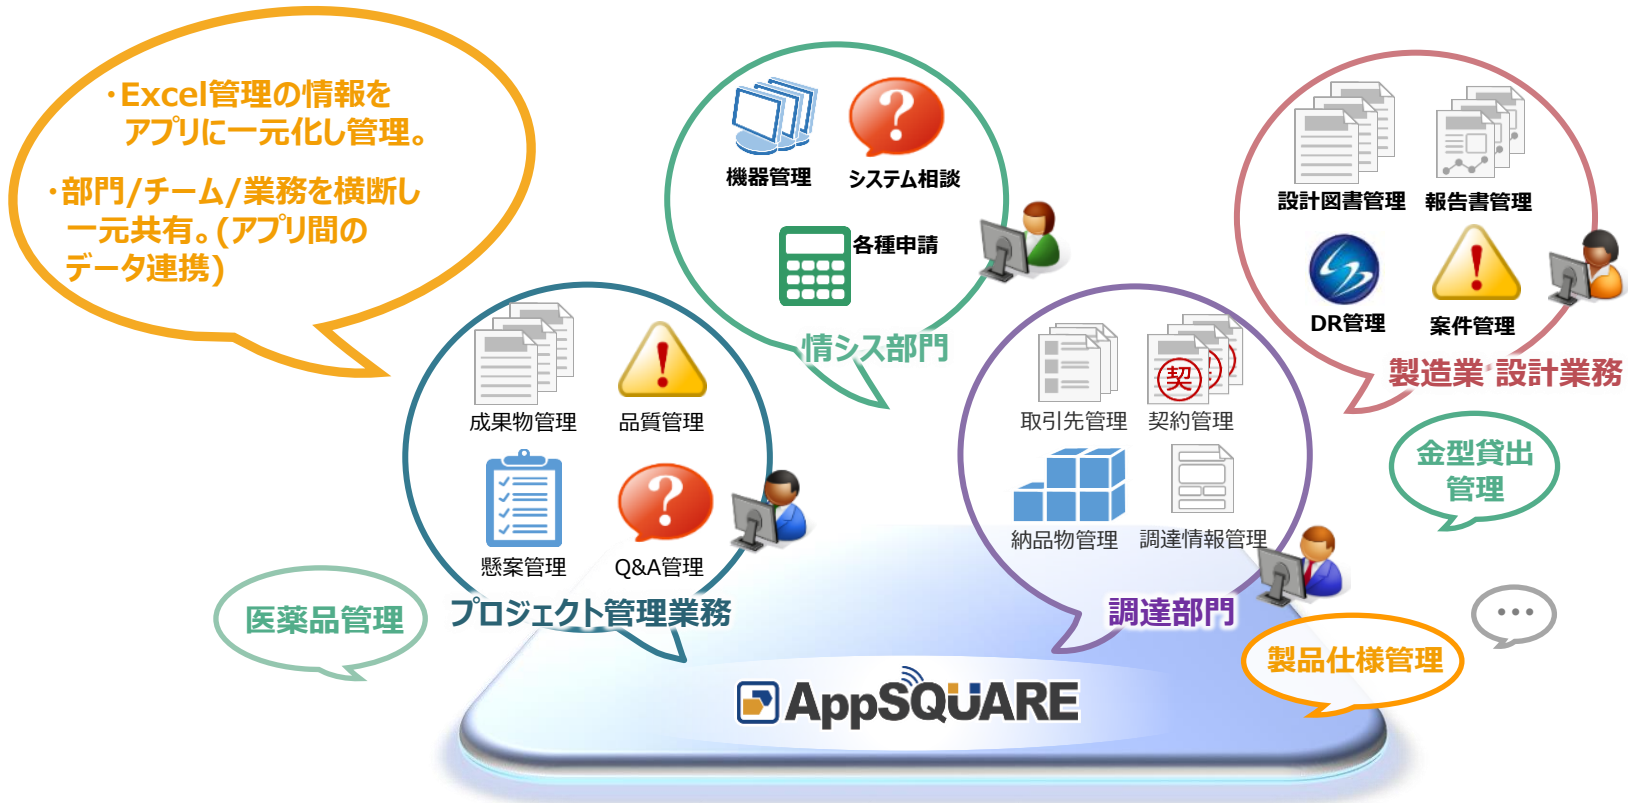 ・Excel管理の情報を
アプリに一元化し管理。
・部門/チーム/業務を横断し
一元共有。(アプリ間の
データ連携)
機器管理
システム相談
各種申請
情シス部門
設計図書管理
報告書管理
DR管理
案件管理
製造業・設計業務
成果物管理
品質管理
懸案管理
Q&A管理
プロジェクト管理業務
取引先管理
契約管理
契
納品物管理
調達情報管理
調達部門
金型貸出
管理
医薬品管理
製品仕様管理
…
AppSQUARE